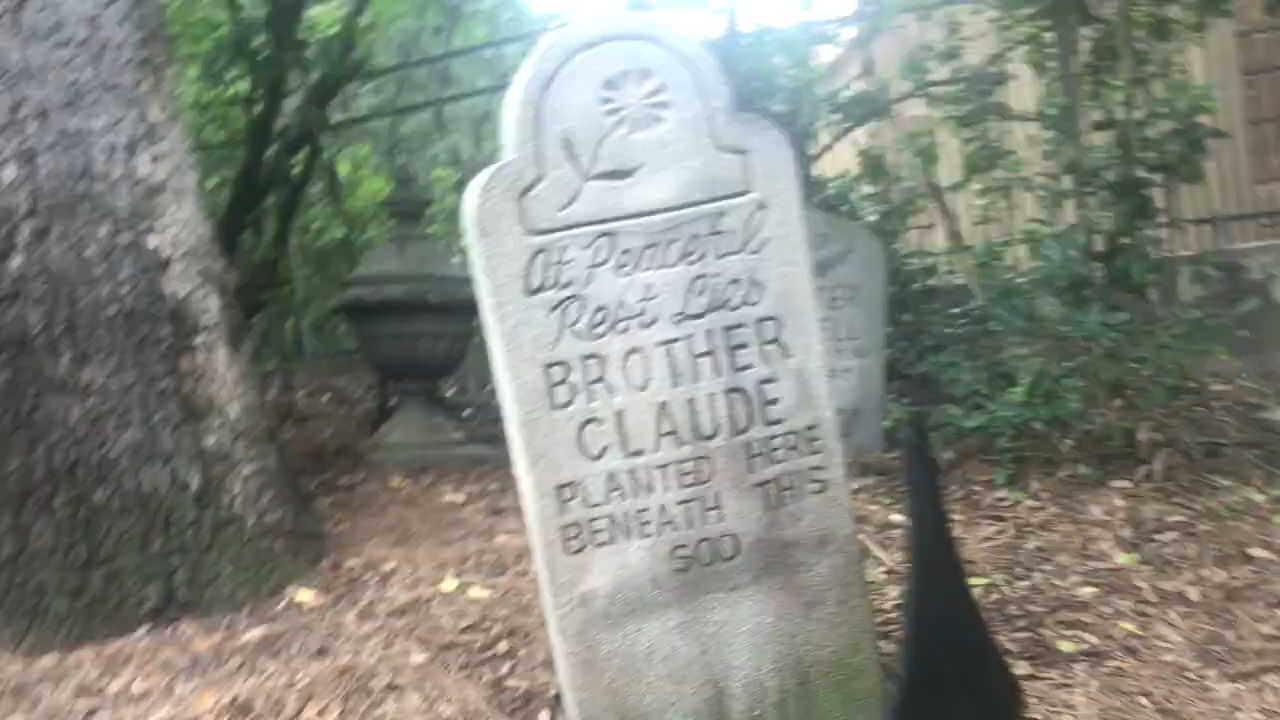 At Peaceful
Rest Lies
BROTHER
CLAUDE
PLANTED HERE
BENEATH THIS
SOD